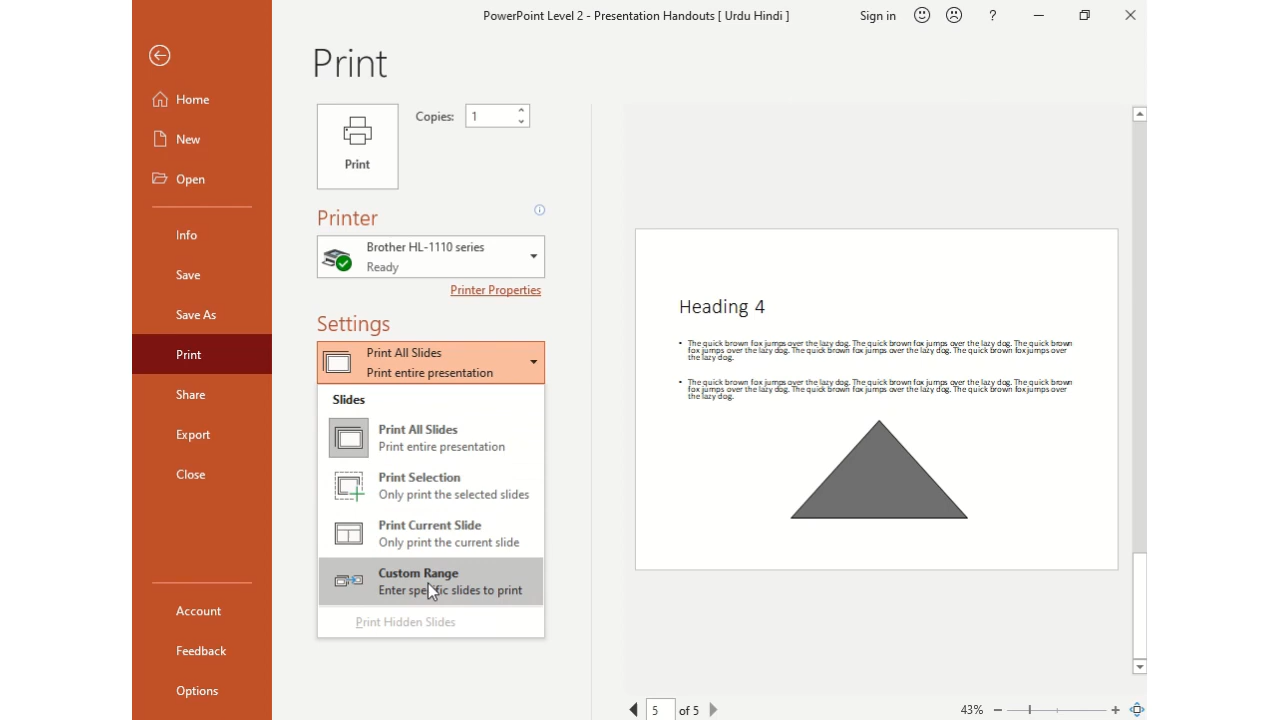 PowerPoint Level 2 - Presentation Handouts [ Urdu Hindi ]
Sign in
?
Print
Home
New
Open
Info
Save
Save As
Print
Share
Export
Close
Account
Feedback
Options
Print
Copies: 1
Printer
Brother HL-1110 series
Ready
Printer Properties
Settings
Print All Slides
Print entire presentation
Slides
Print All Slides
Print entire presentation
Print Selection
Only print the selected slides
Print Current Slide
Only print the current slide
Custom Range
Enter specific slides to print
Print Hidden Slides
Heading 4
• The quick brown fox jumps over the lazy dog. The quick brown fox jumps over the lazy dog. The quick brown
fox jumps over the lazy dog. The quick brown fox jumps over the lazy dog. The quick brown fox jumps over
the lazy dog.
• The quick brown fox jumps over the lazy dog. The quick brown fox jumps over the lazy dog. The quick brown
fox jumps over the lazy dog. The quick brown fox jumps over the lazy dog. The quick brown fox jumps over
the lazy dog.
5 of 5
43%